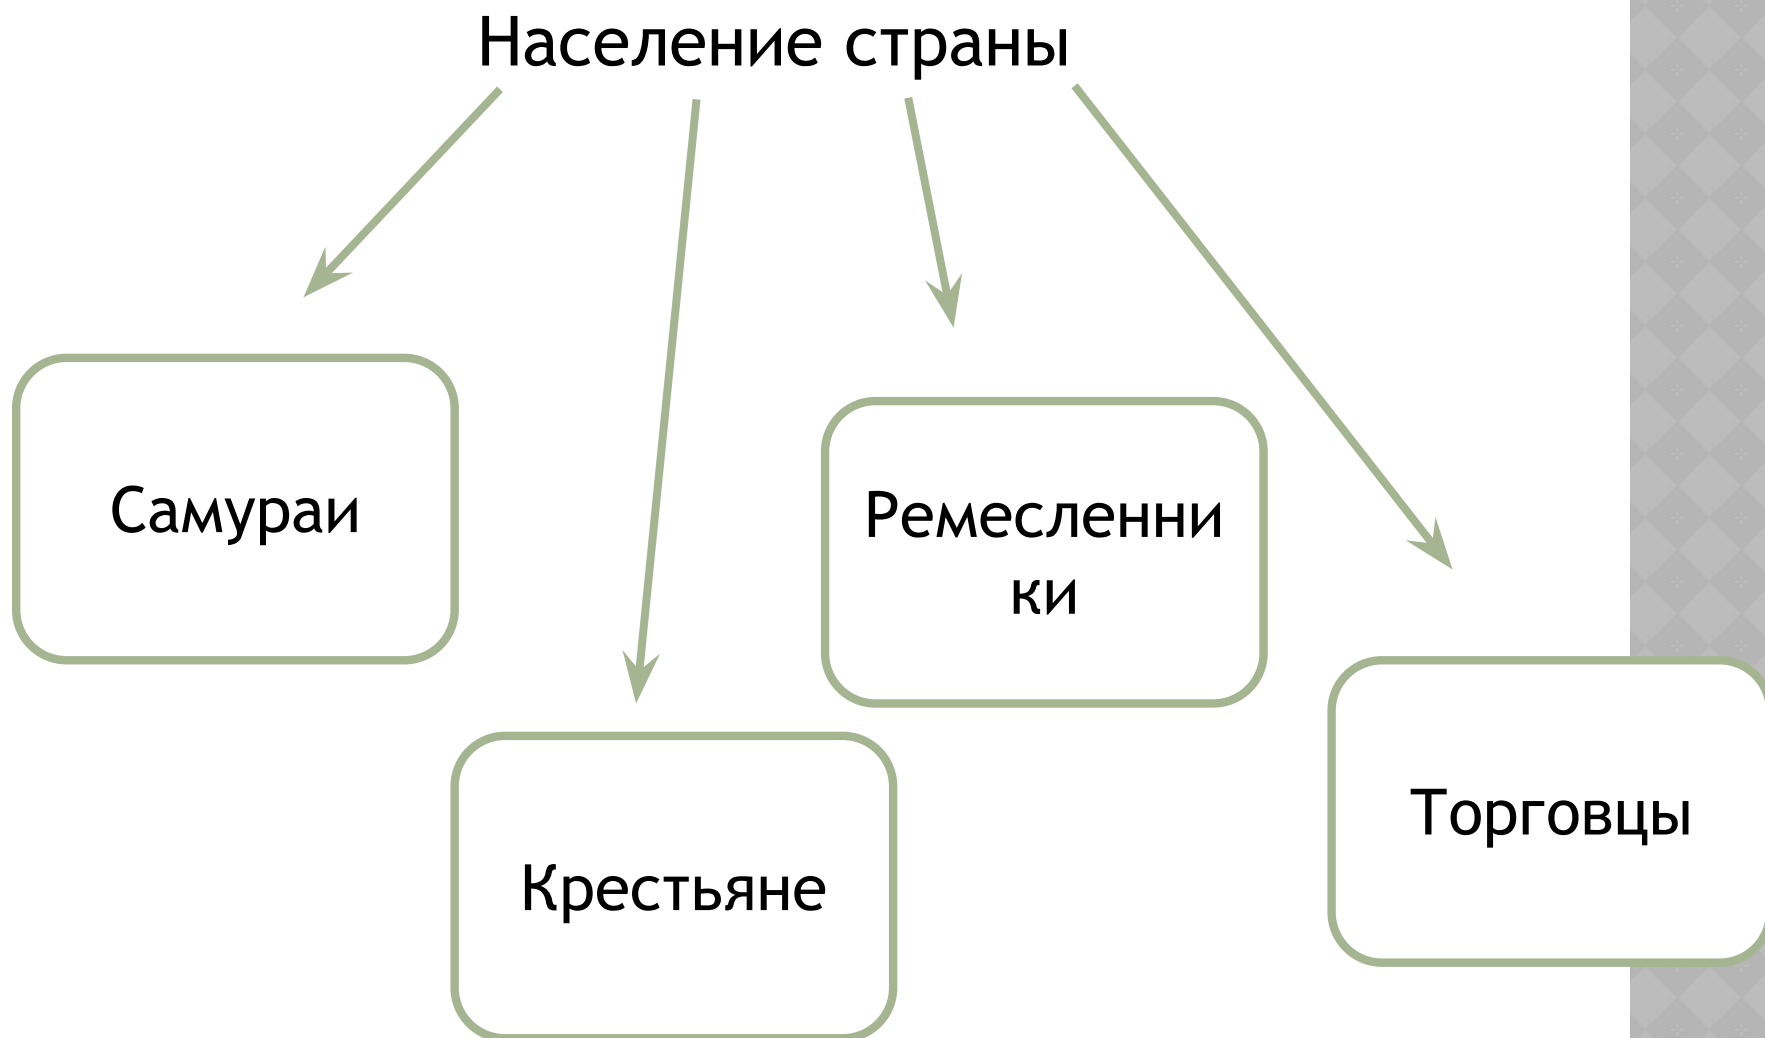 Население страны
Самураи
Ремесленни
ки
Торговцы
Крестьяне